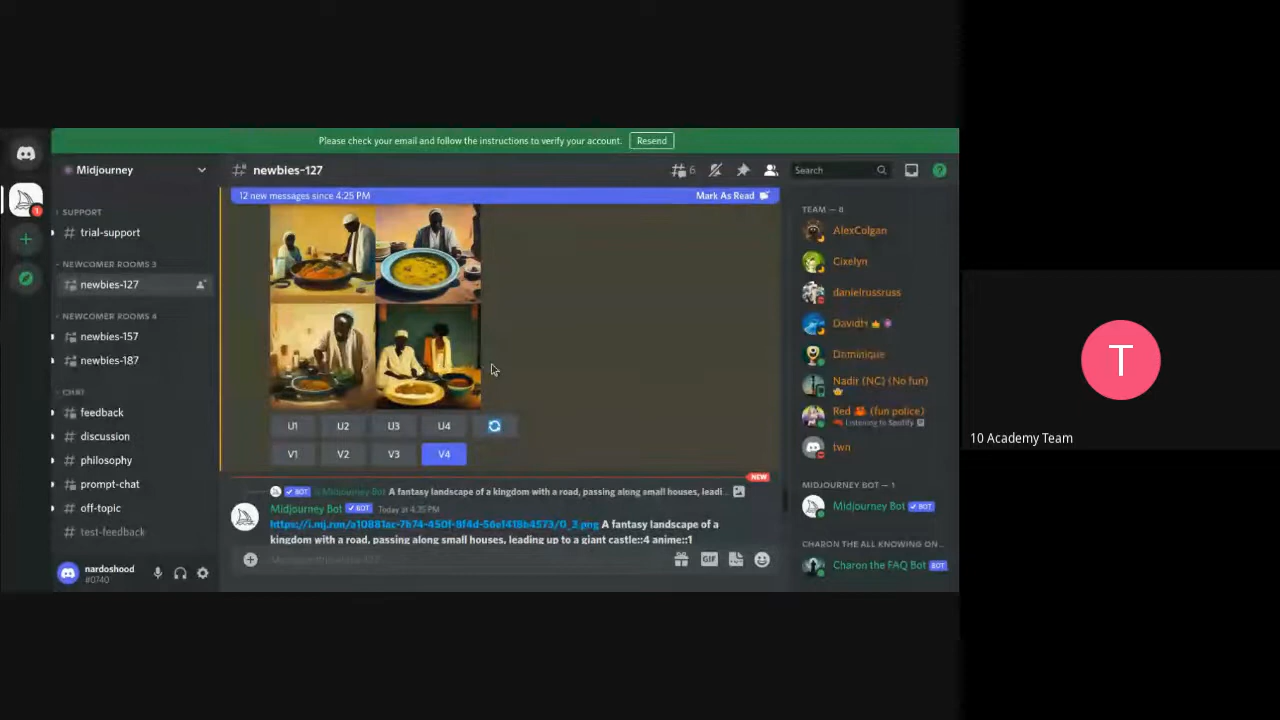 Please check your email and follow the instructions to verify your account. Resend
Midjourney
newbies-127
6
Search
12 new messages since 4:25 PM
Mark As Read
SUPPORT
trial-support
NEWCOMER ROOMS 3
newbies-127
NEWCOMER ROOMS 4
newbies-157
newbies-187
CHAT
feedback
discussion
philosophy
prompt-chat
off-topic
test-feedback
nardoshood
#0740
U1 U2 U3 U4
V1 V2 V3 V4
NEW
BOT Midjourney Bot A fantasy landscape of a kingdom with a road, passing along small houses, leadi...
Midjourney Bot BOT Today at 4:35 PM
A fantasy landscape of a
kingdom with a road, passing along small houses, leading up to a giant castle::4 anime::1
GIF
TEAM — 8
AlexColgan
Cixelyn
danielrussruss
DavidH
Dominique
Nadir (NC) (No fun)
Red (fun police)
Listening to Spotify
twn
MIDJOURNEY BOT — 1
Midjourney Bot BOT
CHARON THE ALL KNOWING ON...
Charon the FAQ Bot BOT
T
10 Academy Team